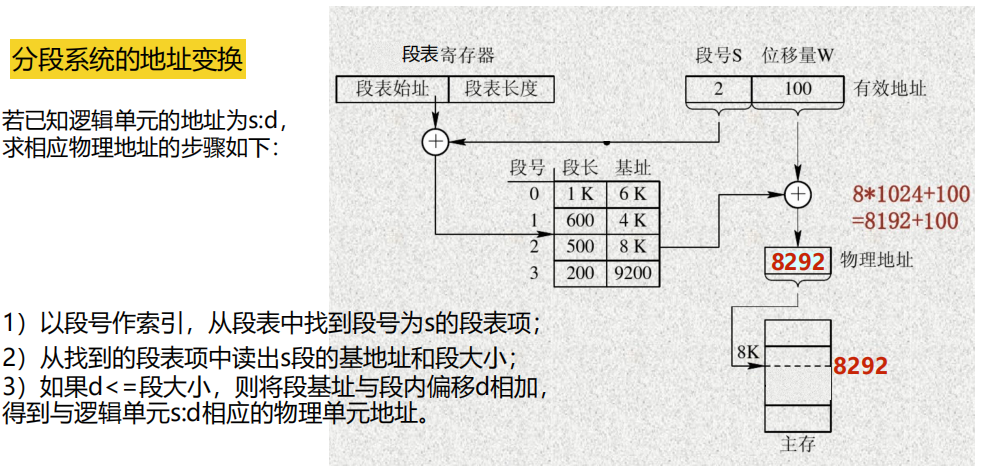 分段系统的地址变换
若已知逻辑单元的地址为s:d，
求相应物理地址的步骤如下：
段表寄存器
段表始址 段表长度
段号S 位移量W
2 100 有效地址
+
段号 段长 基址
0 1 K 6 K
1 600 4 K
2 500 8 K
3 200 9200
+
8*1024+100
=8192+100
8292 物理地址
8K
8292
主存
1）以段号作索引，从段表中找到段号为s的段表项；
2）从找到的段表项中读出s段的基地址和段大小；
3）如果d<=段大小，则将段基址与段内偏移d相加，
得到与逻辑单元s:d相应的物理单元地址。